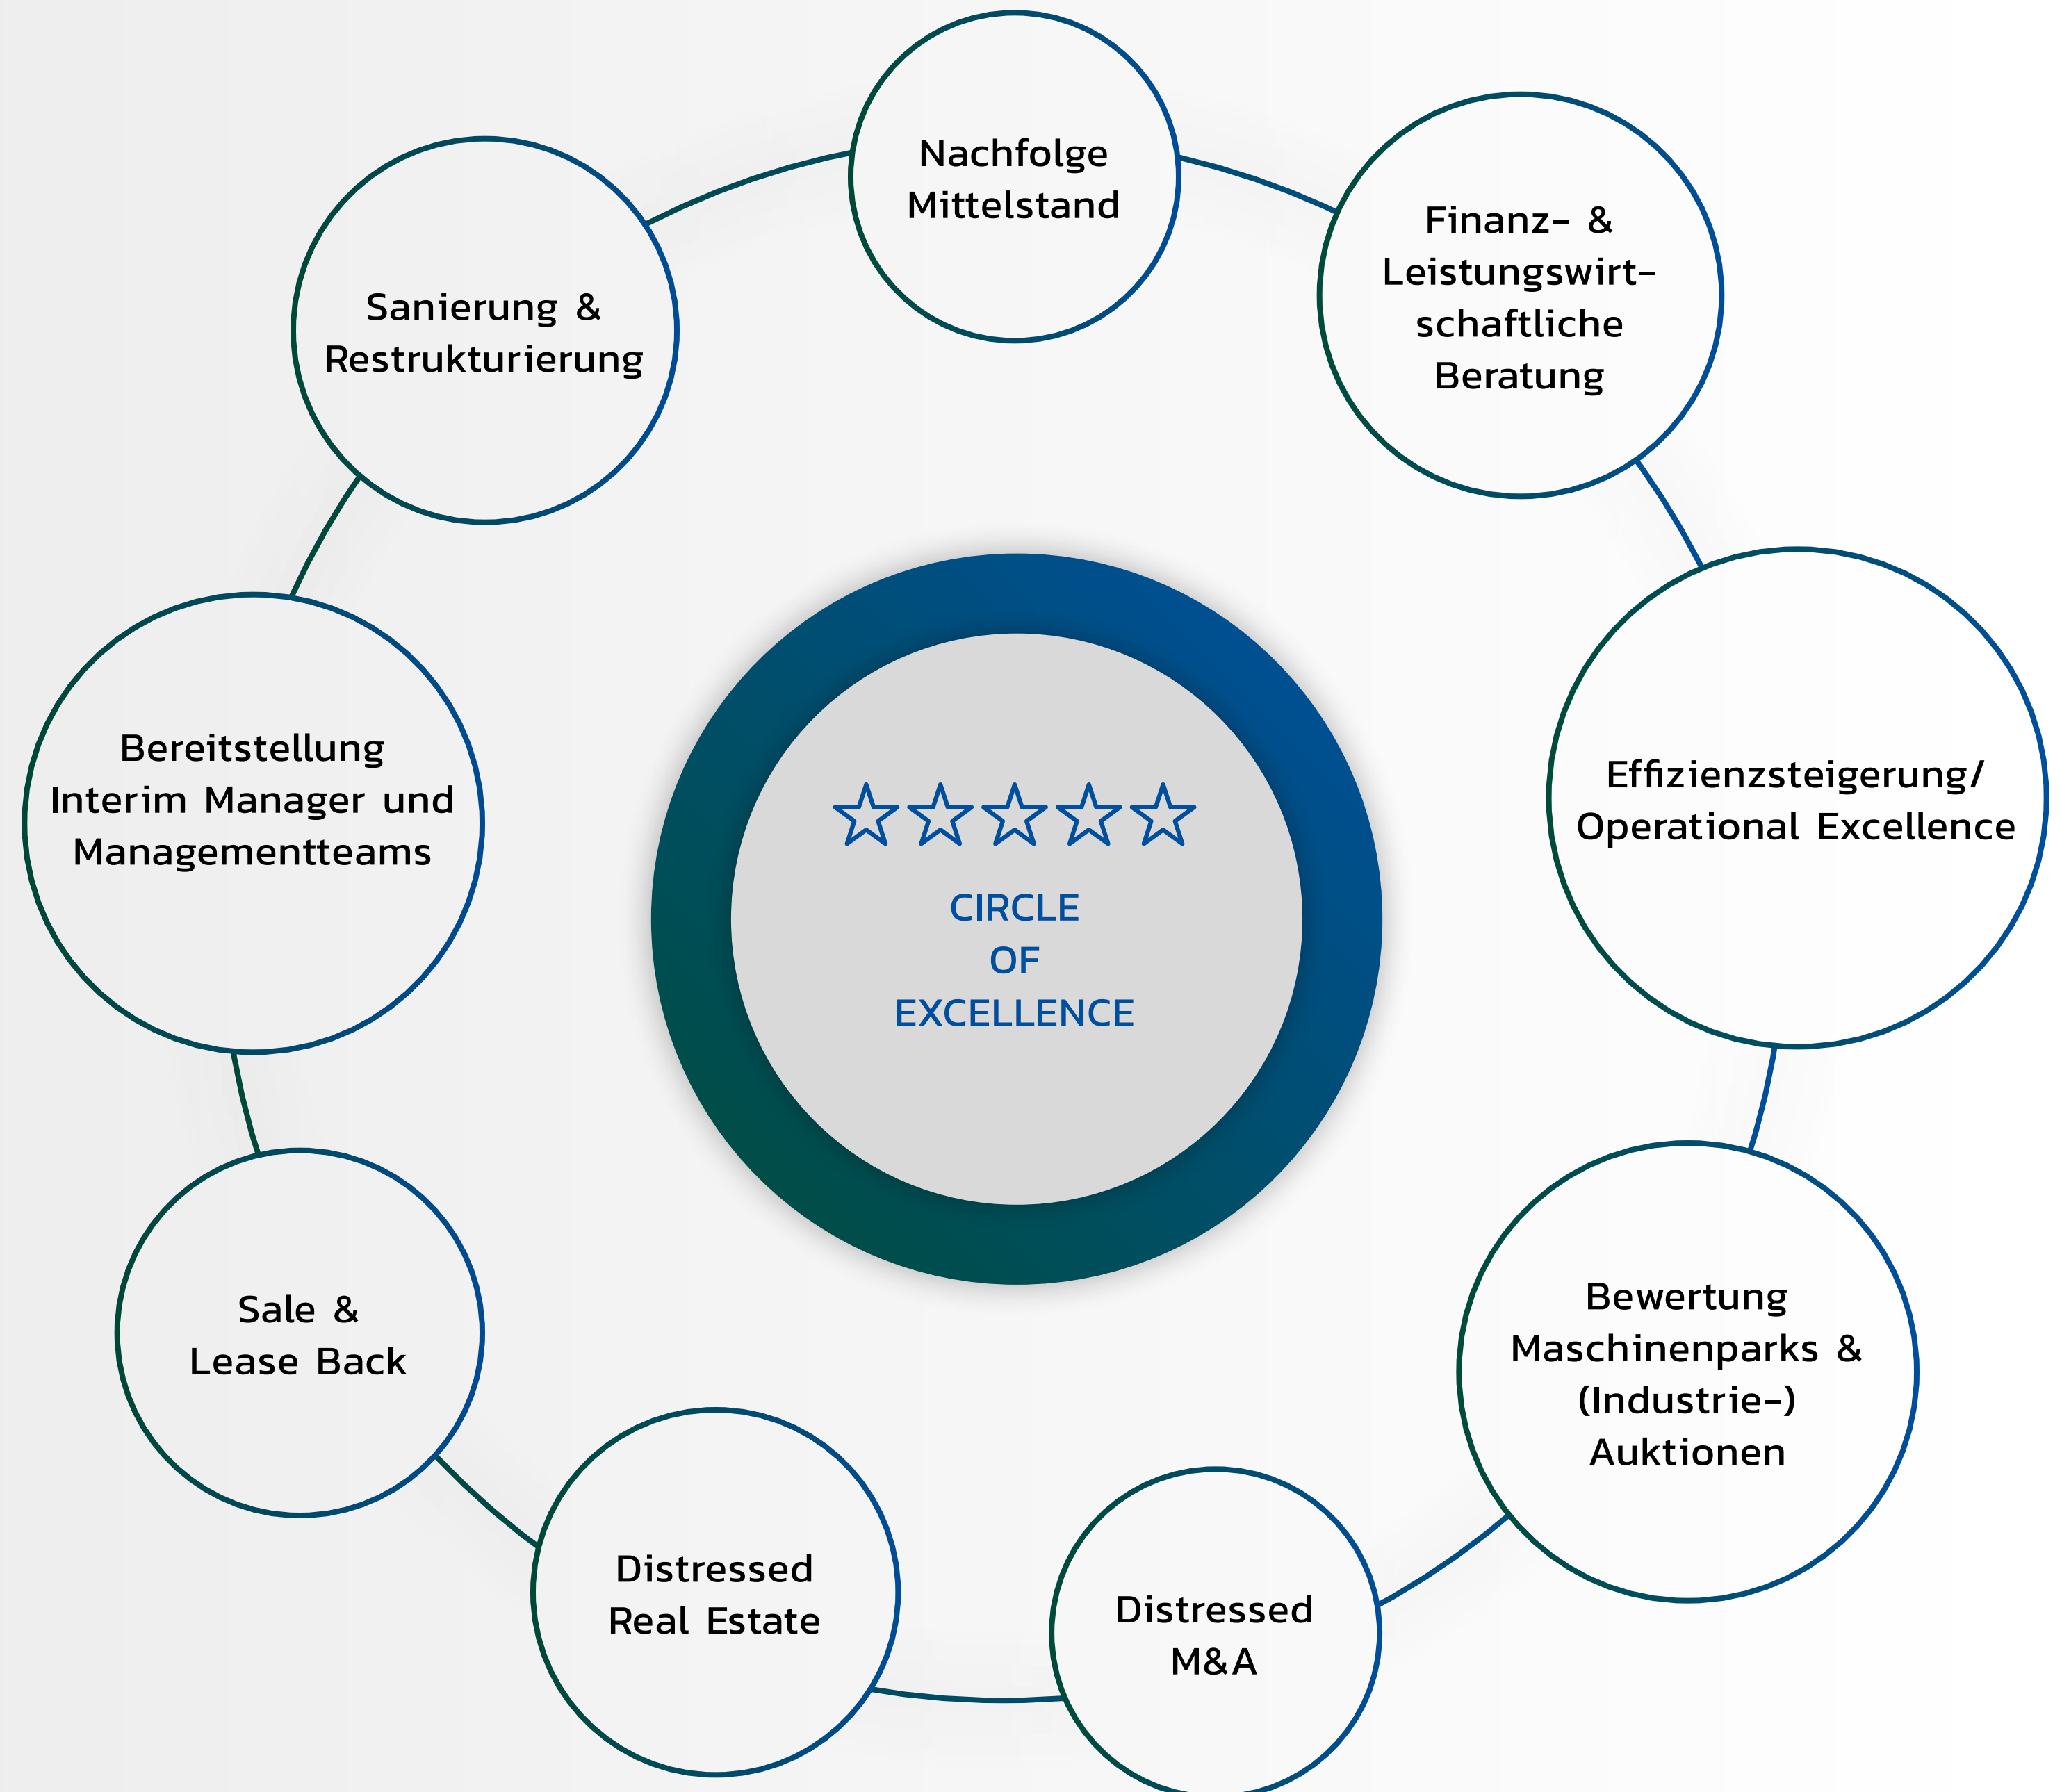 Nachfolge
Mittelstand
Finanz- &
Leistungswirt-
schaftliche
Beratung
Sanierung &
Restrukturierung
Bereitstellung
Interim Manager und
Managementteams
Effizienzsteigerung/
Operational Excellence
CIRCLE
OF
EXCELLENCE
Sale &
Lease Back
Bewertung
Maschinenparks &
(Industrie-)
Auktionen
Distressed
Real Estate
Distressed
M&A